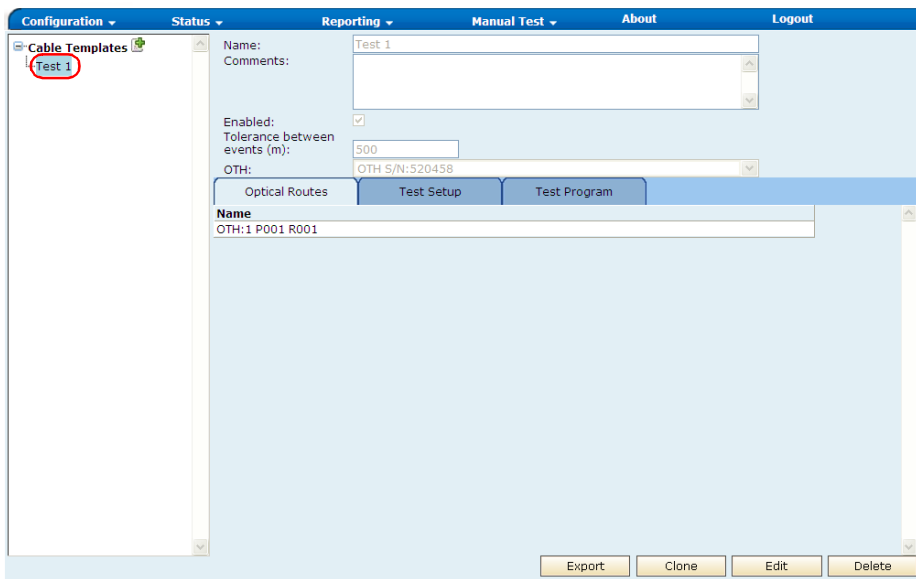 Configuration Status Reporting Manual Test About Logout
Cable Templates
Test 1
Name: Test 1
Comments:
Enabled:
Tolerance between
events (m): 500
OTH: OTH S/N:520458
Optical Routes Test Setup Test Program
Name
OTH:1 P001 R001
Export Clone Edit Delete